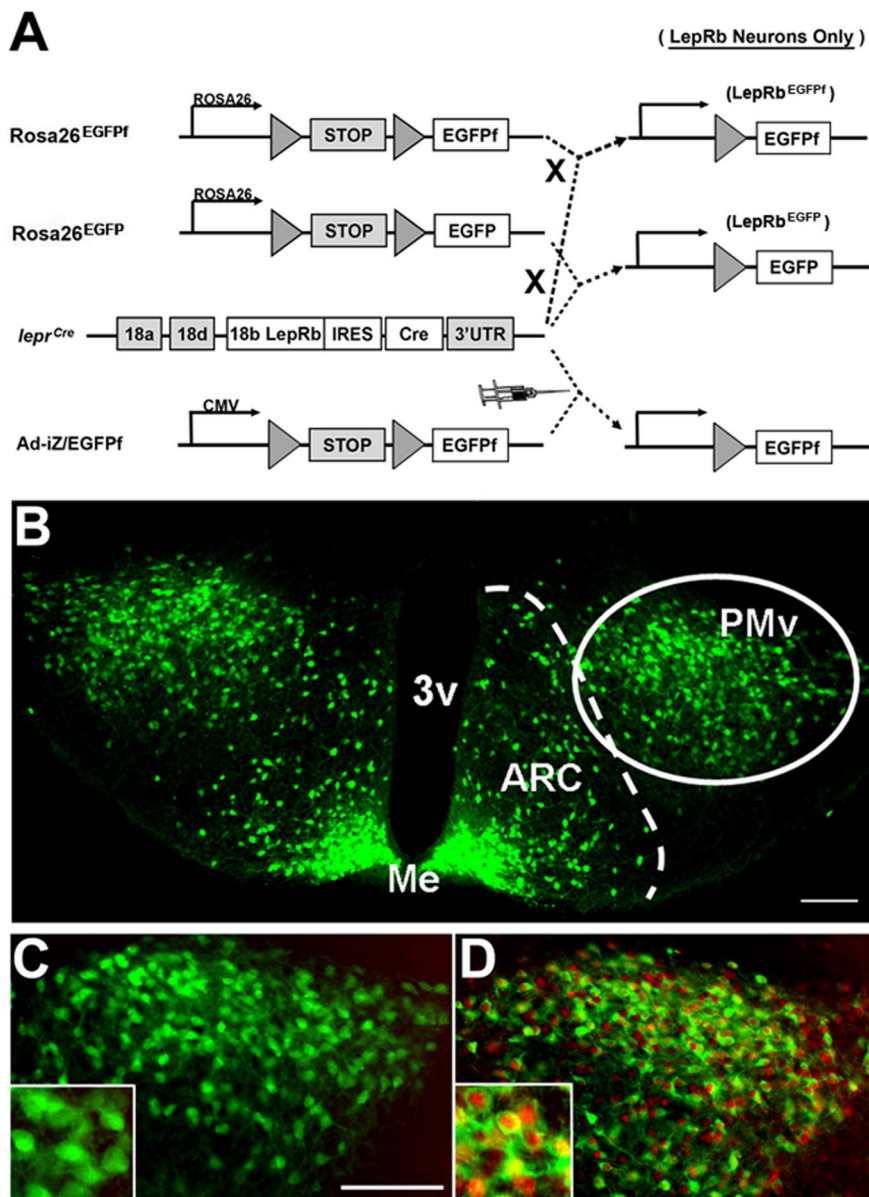 A
( LepRb Neurons Only )
Rosa26EGFPf
ROSA26
STOP
EGFPf
X
(LepRbEGFPf)
EGFPf
Rosa26EGFP
ROSA26
STOP
EGFP
X
(LepRbEGFP)
EGFP
leprCre
18a 18d 18b LepRb IRES Cre 3'UTR
Ad-iZ/EGFPf
CMV
STOP
EGFPf
EGFPf
B
PMv
3v
ARC
Me
C
D